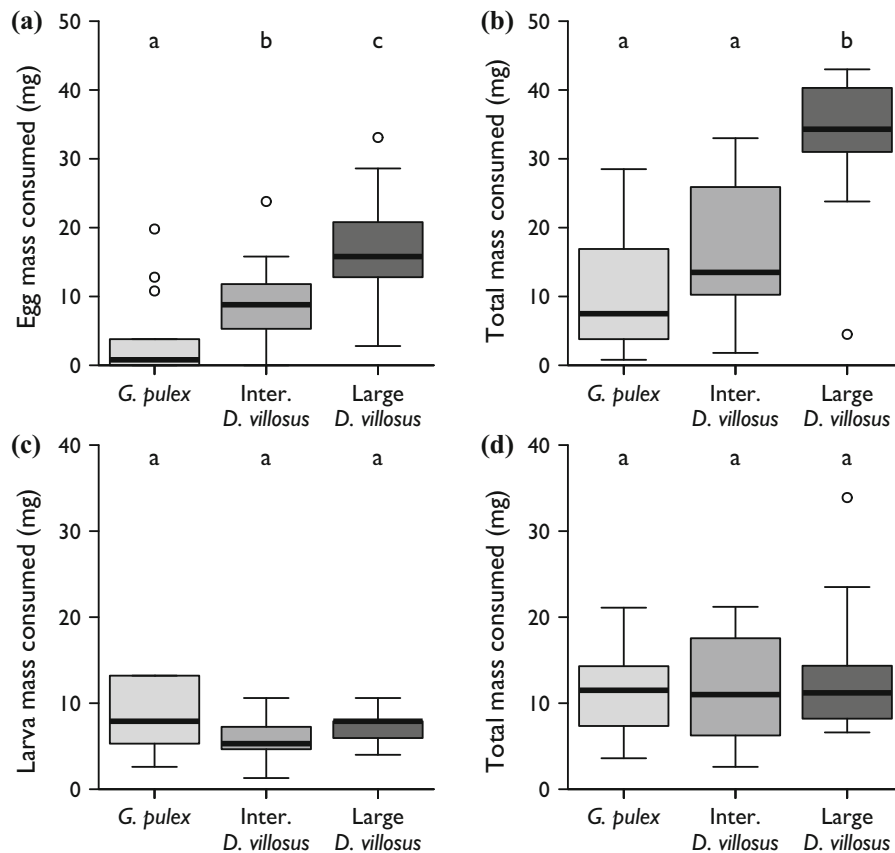 (a)
Egg mass consumed (mg)
50
40
30
20
10
0
a
b
c
G. pulex
Inter.
D. villosus
Large
D. villosus
(b)
Total mass consumed (mg)
50
40
30
20
10
0
a
a
b
G. pulex
Inter.
D. villosus
Large
D. villosus
(c)
Larva mass consumed (mg)
40
30
20
10
0
a
a
a
G. pulex
Inter.
D. villosus
Large
D. villosus
(d)
Total mass consumed (mg)
40
30
20
10
0
a
a
a
G. pulex
Inter.
D. villosus
Large
D. villosus